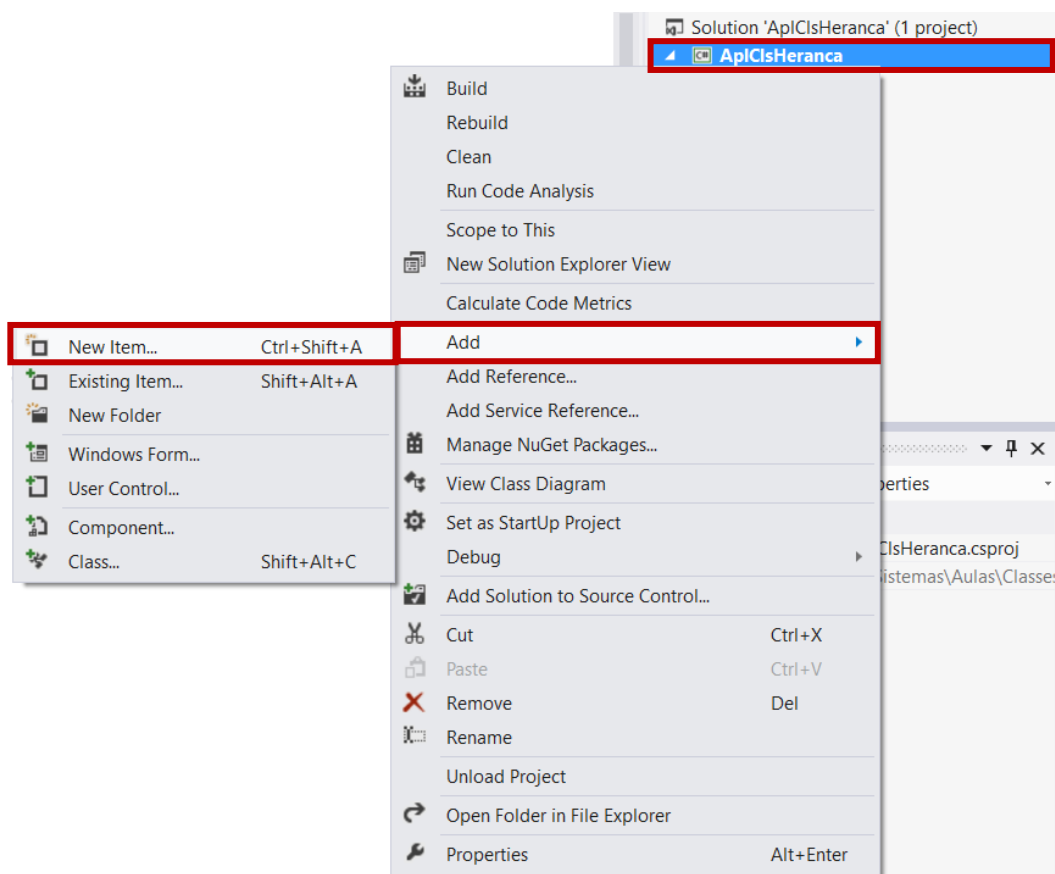 Solution 'AplClsHeranca' (1 project)
AplClsHeranca
Build
Rebuild
Clean
Run Code Analysis
Scope to This
New Solution Explorer View
Calculate Code Metrics
Add
New Item... Ctrl+Shift+A
Existing Item... Shift+Alt+A
New Folder
Windows Form...
User Control...
Component...
Class... Shift+Alt+C
Add Reference...
Add Service Reference...
Manage NuGet Packages...
View Class Diagram
Set as StartUp Project
Debug
Add Solution to Source Control...
Cut Ctrl+X
Paste Ctrl+V
Remove Del
Rename
Unload Project
Open Folder in File Explorer
Properties Alt+Enter
perties
ClsHeranca.csproj
istemas\Aulas\Classes